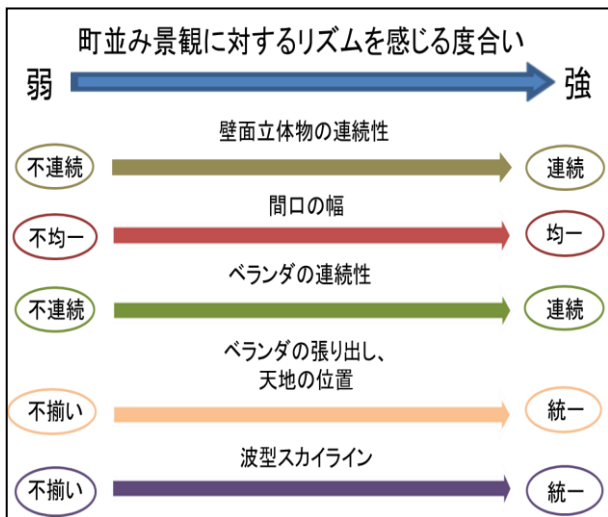 町並み景観に対するリズムを感じる度合い
弱 強
壁面立体物の連続性
不連続 連続
間口の幅
不均一 均一
ベランダの連続性
不連続 連続
ベランダの張り出し、
天地の位置
不揃い 統一
波型スカイライン
不揃い 統一